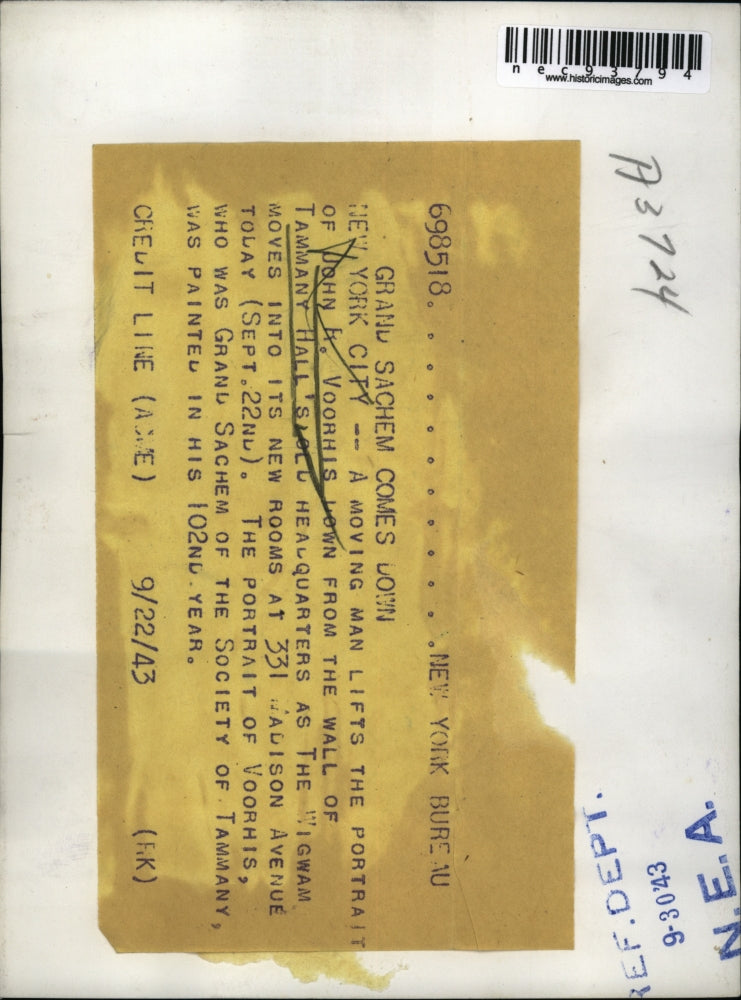 nec93794
www.historicimages.com
A3724
698518. . . . . . . . . . . .NEW YORK BUREAU
GRAND SACHEM COMES DOWN
NEW YORK CITY -- A MOVING MAN LIFTS THE PORTRAIT
OF JOHN R. VOORHIS DOWN FROM THE WALL OF
TAMMANY HALL'S OLD HEADQUARTERS AS THE WIGWAM
MOVES INTO ITS NEW ROOMS AT 331 MADISON AVENUE
TODAY (SEPT.22ND). THE PORTRAIT OF VOORHIS,
WHO WAS GRAND SACHEM OF THE SOCIETY OF TAMMANY,
WAS PAINTED IN HIS 102ND YEAR.
CREDIT LINE (ACME) 9/22/43 (RK)
REF. DEPT.
9-30 43
N.E.A.